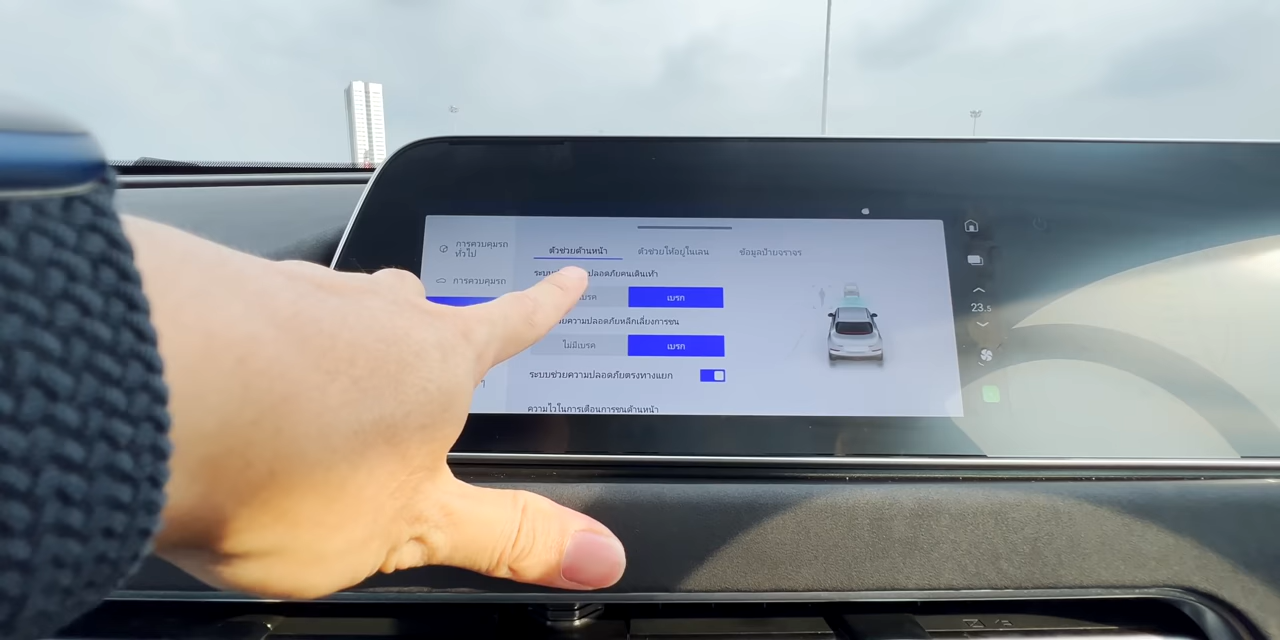 การควบคุมรถ
ทั่วไป
การควบคุมรถ
ตัวช่วยด้านหน้า
ตัวช่วยให้อยู่ในเลน
ข้อมูลป้ายจราจร
ปลอดภัยคนเดินเท้า
เบรก
ความปลอดภัยหลีกเลี่ยงการชน
ไม่มีเบรค
เบรก
ระบบช่วยความปลอดภัยตรงทางแยก
ความไวในการเตือนการชนด้านหน้า
23.5